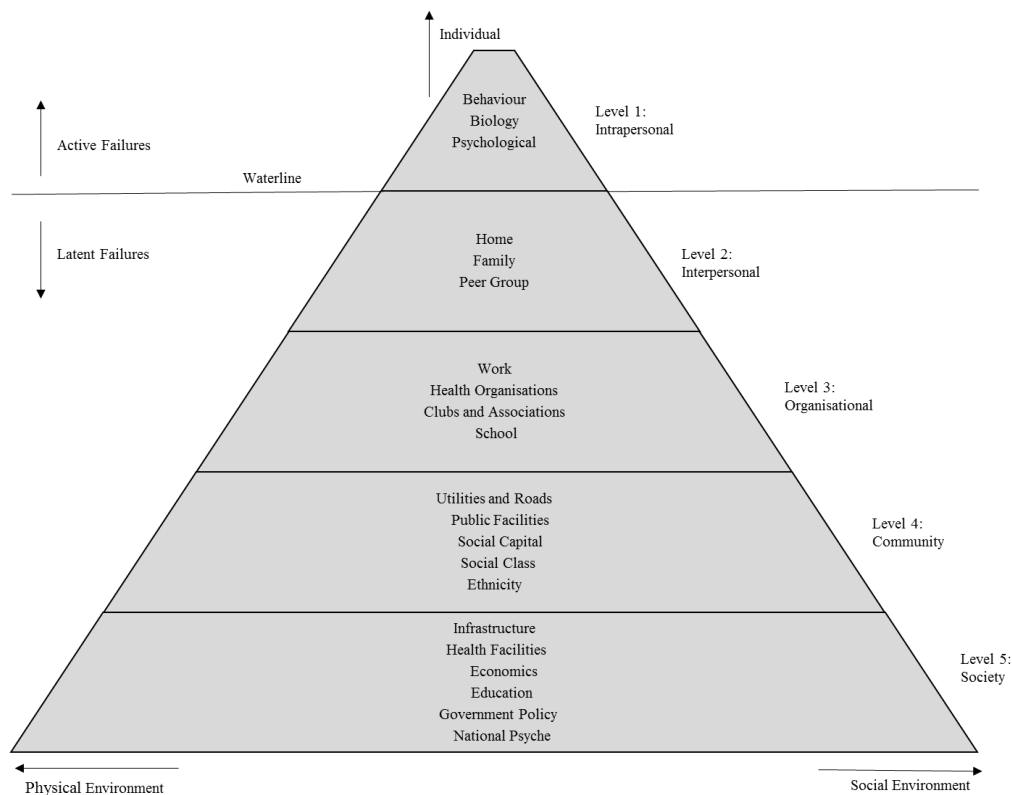 Individual
Behaviour
Biology
Psychological
Level 1:
Intrapersonal
Active Failures
Waterline
Latent Failures
Home
Family
Peer Group
Level 2:
Interpersonal
Work
Health Organisations
Clubs and Associations
School
Level 3:
Organisational
Utilities and Roads
Public Facilities
Social Capital
Social Class
Ethnicity
Level 4:
Community
Infrastructure
Health Facilities
Economics
Education
Government Policy
National Psyche
Level 5:
Society
Physical Environment
Social Environment